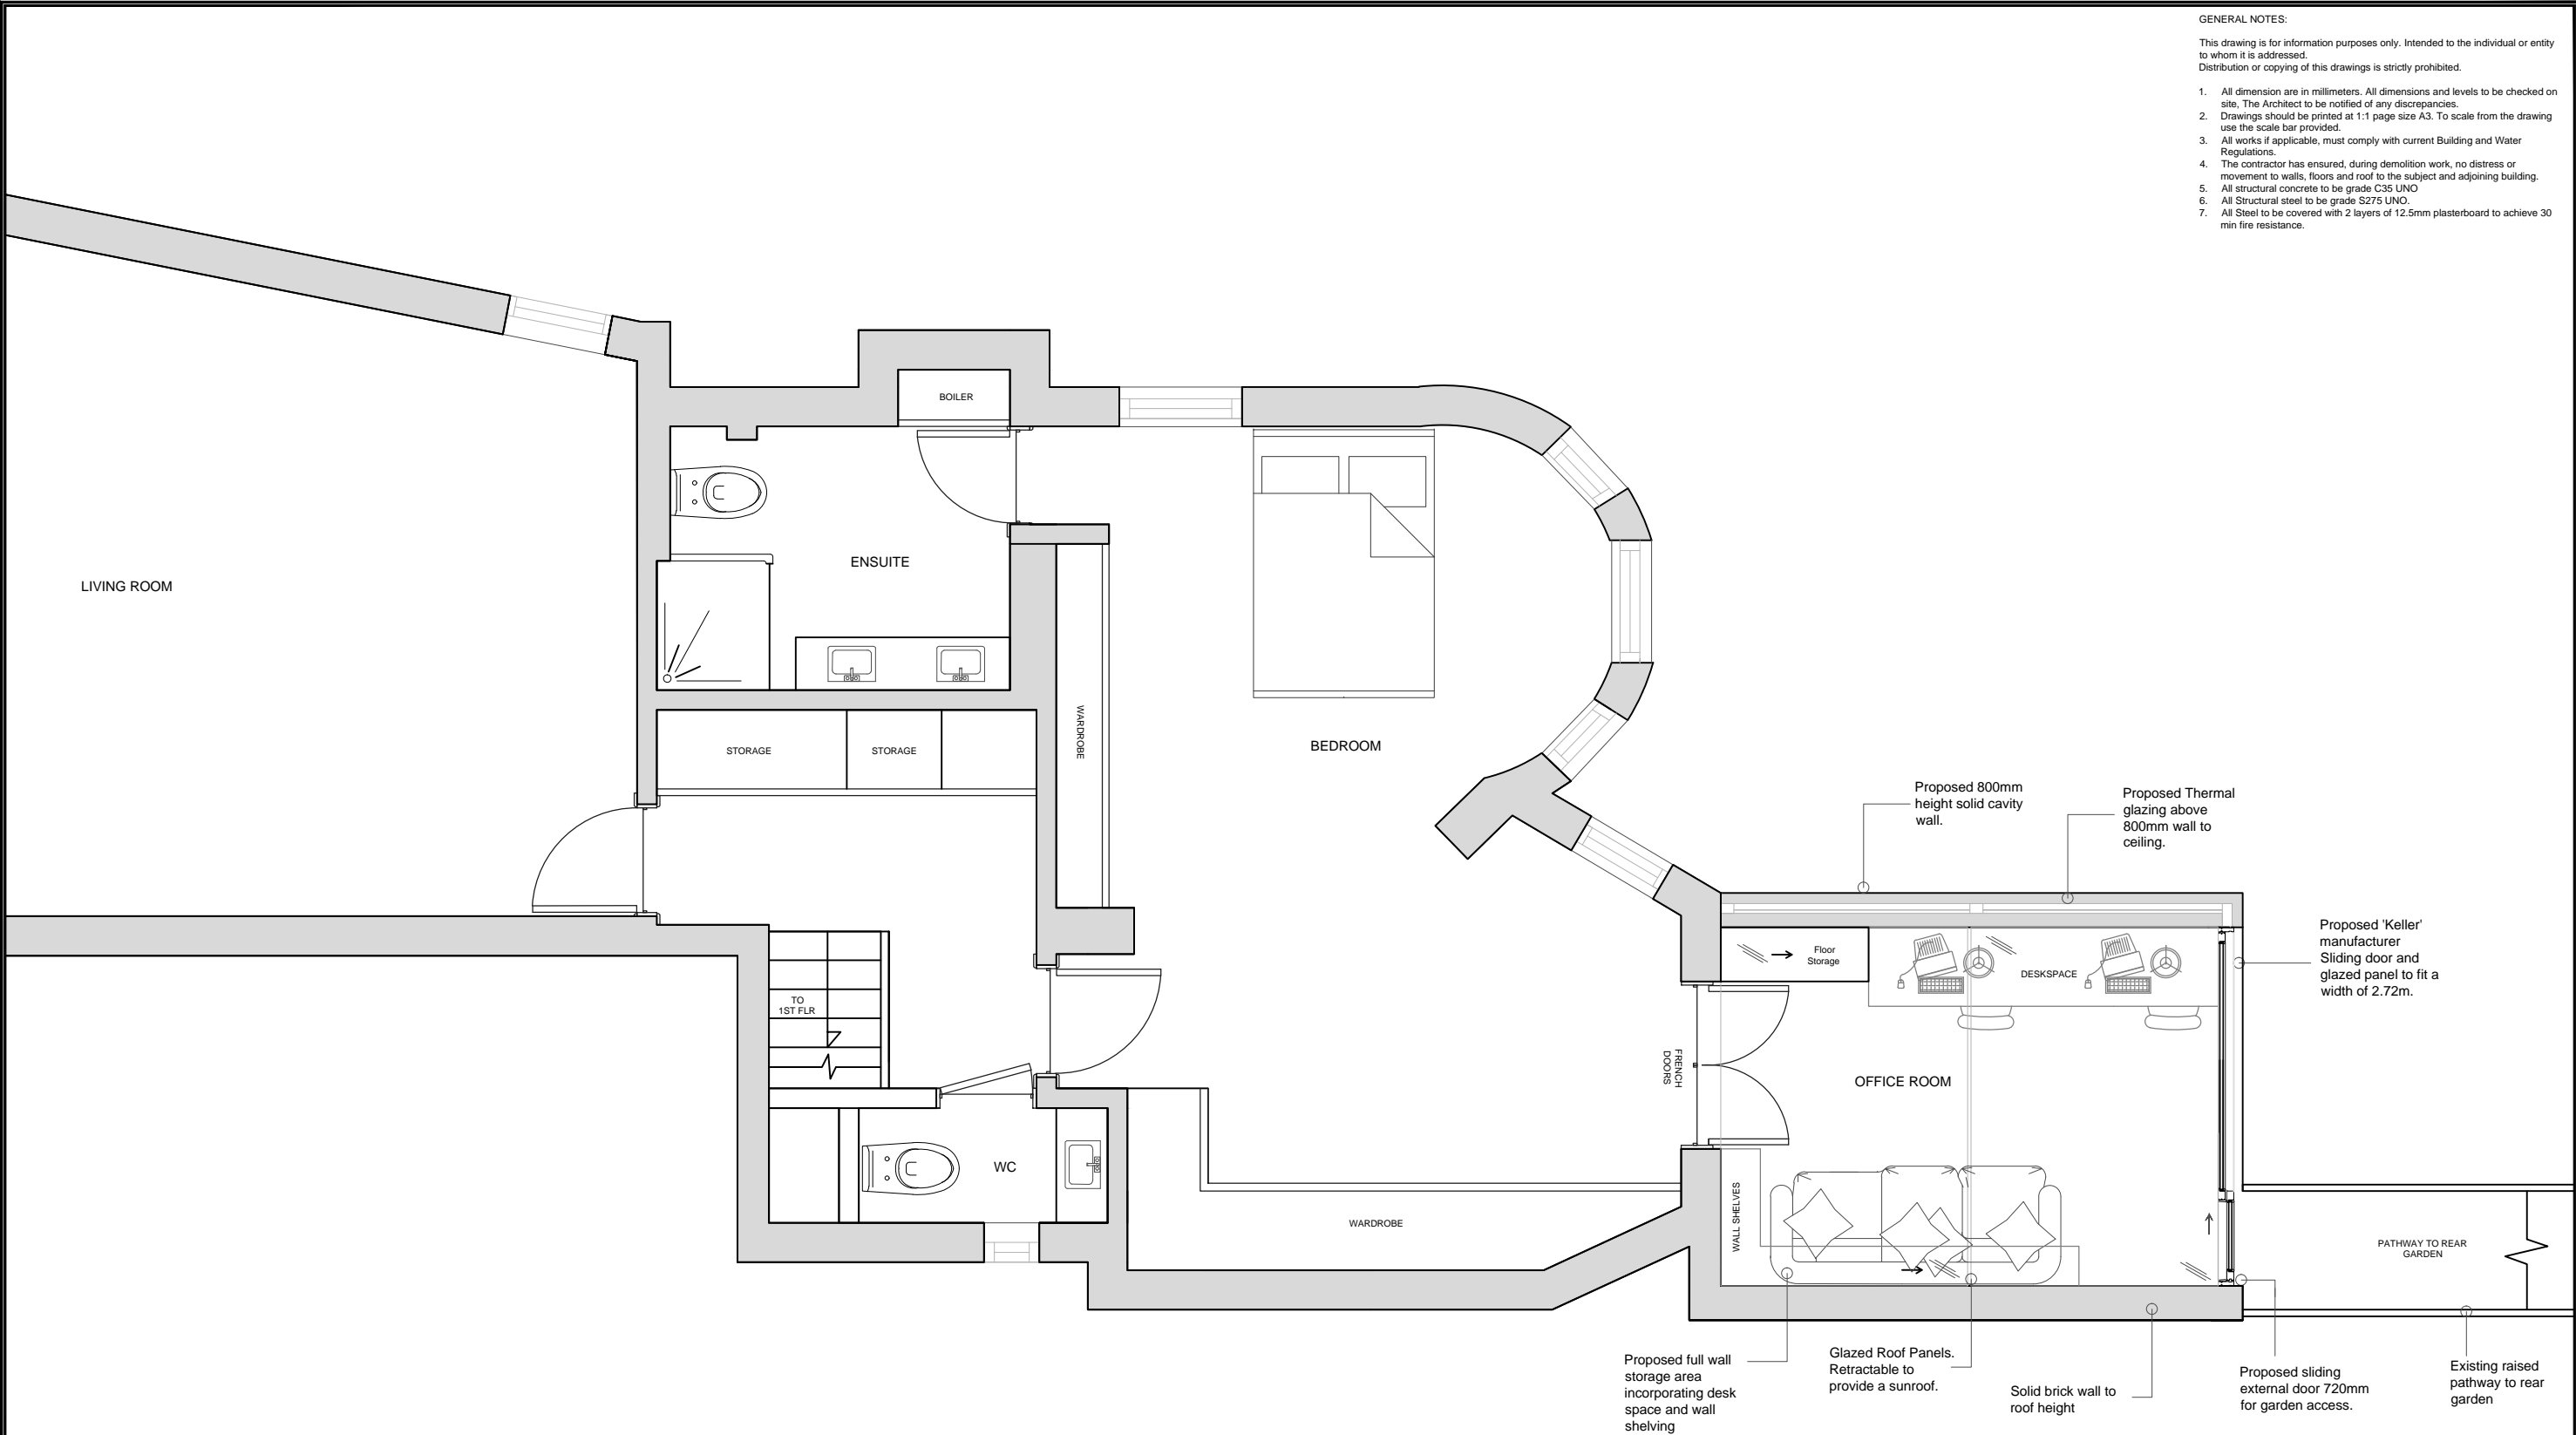 GENERAL NOTES:
This drawing is for information purposes only. Intended to the individual or entity
to whom it is addressed.
Distribution or copying of this drawings is strictly prohibited.
1. All dimension are in millimeters. All dimensions and levels to be checked on
site, The Architect to be notified of any discrepancies.
2. Drawings should be printed at 1:1 page size A3. To scale from the drawing
use the scale bar provided.
3. All works if applicable, must comply with current Building and Water
Regulations.
4. The contractor has ensured, during demolition work, no distress or
movement to walls, floors and roof to the subject and adjoining building.
5. All structural concrete to be grade C35 UNO
6. All Structural steel to be grade S275 UNO.
7. All Steel to be covered with 2 layers of 12.5mm plasterboard to achieve 30
min fire resistance.
BOILER
ENSUITE
LIVING ROOM
WARDROBE
STORAGE
STORAGE
BEDROOM
Proposed 800mm
height solid cavity
wall.
Proposed Thermal
glazing above
800mm wall to
ceiling.
Proposed 'Keller'
manufacturer
Sliding door and
glazed panel to fit a
width of 2.72m.
Floor
Storage
DESKSPACE
TO
1ST FLR
FRENCH
DOORS
OFFICE ROOM
WC
WARDROBE
WALL SHELVES
PATHWAY TO REAR
GARDEN
Proposed full wall
storage area
incorporating desk
space and wall
shelving
Glazed Roof Panels.
Retractable to
provide a sunroof.
Solid brick wall to
roof height
Proposed sliding
external door 720mm
for garden access.
Existing raised
pathway to rear
garden